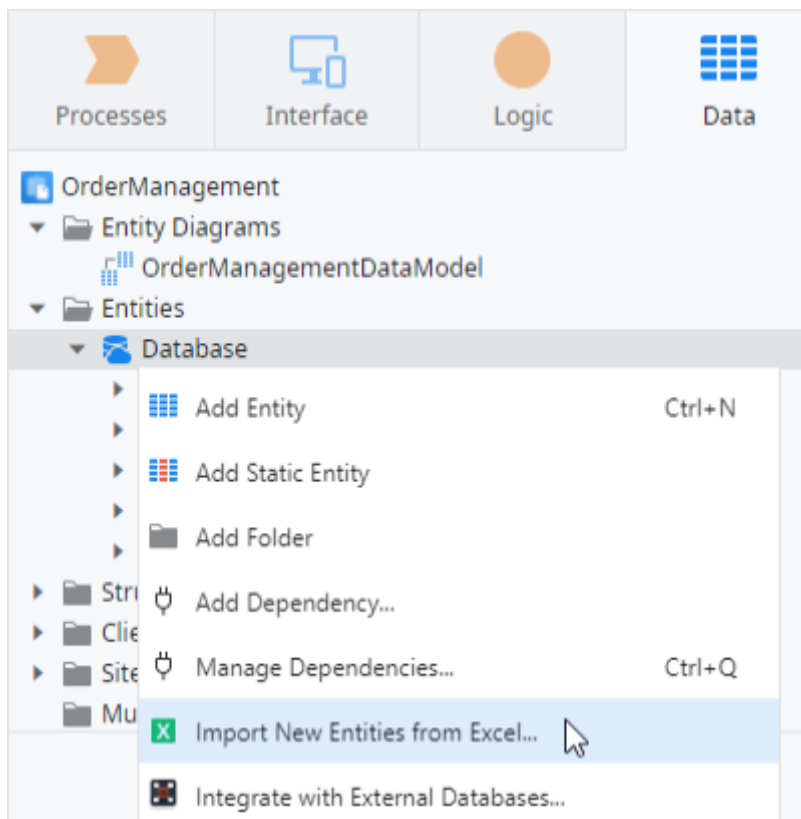 Processes Interface Logic Data
OrderManagement
Entity Diagrams
OrderManagementDataModel
Entities
Database
Add Entity Ctrl+N
Add Static Entity
Add Folder
Add Dependency...
Manage Dependencies... Ctrl+Q
Import New Entities from Excel...
Integrate with External Databases...